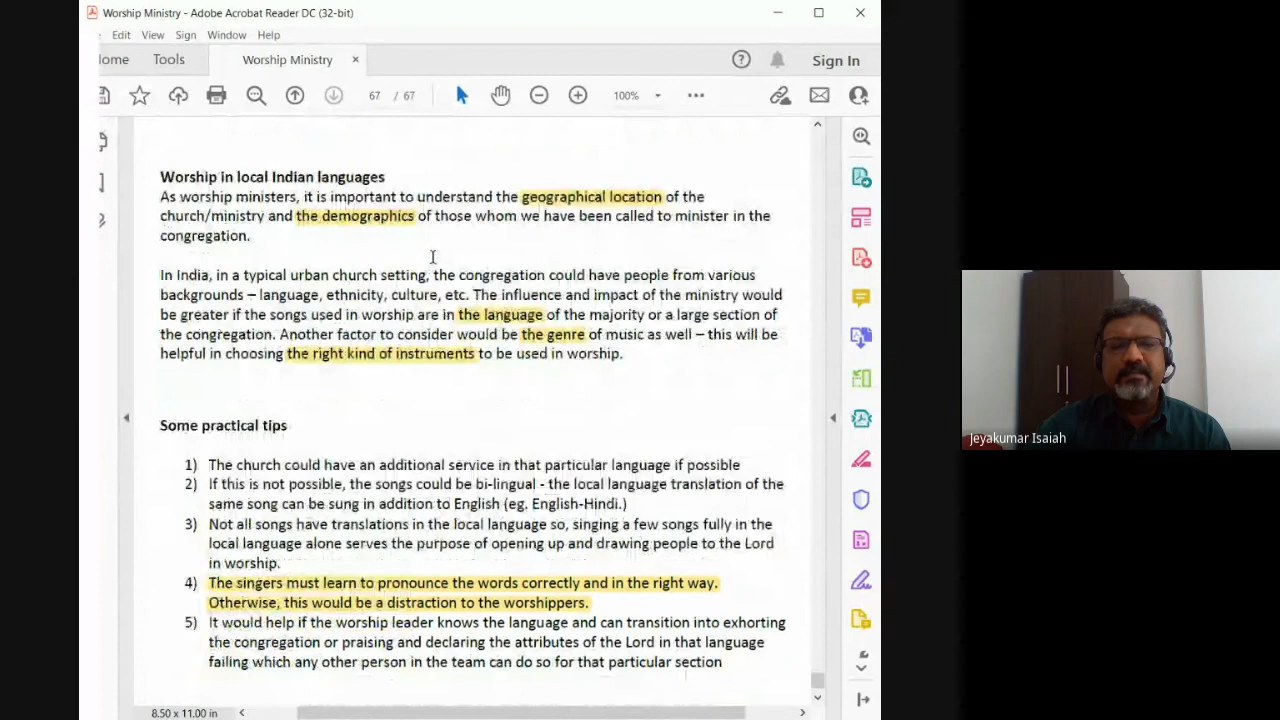 Worship Ministry - Adobe Acrobat Reader DC (32-bit)
Edit View Sign Window Help
ome Tools Worship Ministry × Sign In
67 / 67 100%
Worship in local Indian languages
As worship ministers, it is important to understand the geographical location of the
church/ministry and the demographics of those whom we have been called to minister in the
congregation.
In India, in a typical urban church setting, the congregation could have people from various
backgrounds – language, ethnicity, culture, etc. The influence and impact of the ministry would
be greater if the songs used in worship are in the language of the majority or a large section of
the congregation. Another factor to consider would be the genre of music as well – this will be
helpful in choosing the right kind of instruments to be used in worship.
Some practical tips
1) The church could have an additional service in that particular language if possible
2) If this is not possible, the songs could be bi-lingual - the local language translation of the
same song can be sung in addition to English (eg. English-Hindi.)
3) Not all songs have translations in the local language so, singing a few songs fully in the
local language alone serves the purpose of opening up and drawing people to the Lord
in worship.
4) The singers must learn to pronounce the words correctly and in the right way.
Otherwise, this would be a distraction to the worshippers.
5) It would help if the worship leader knows the language and can transition into exhorting
the congregation or praising and declaring the attributes of the Lord in that language
failing which any other person in the team can do so for that particular section
8.50 x 11.00 in
Jeyakumar Isaiah